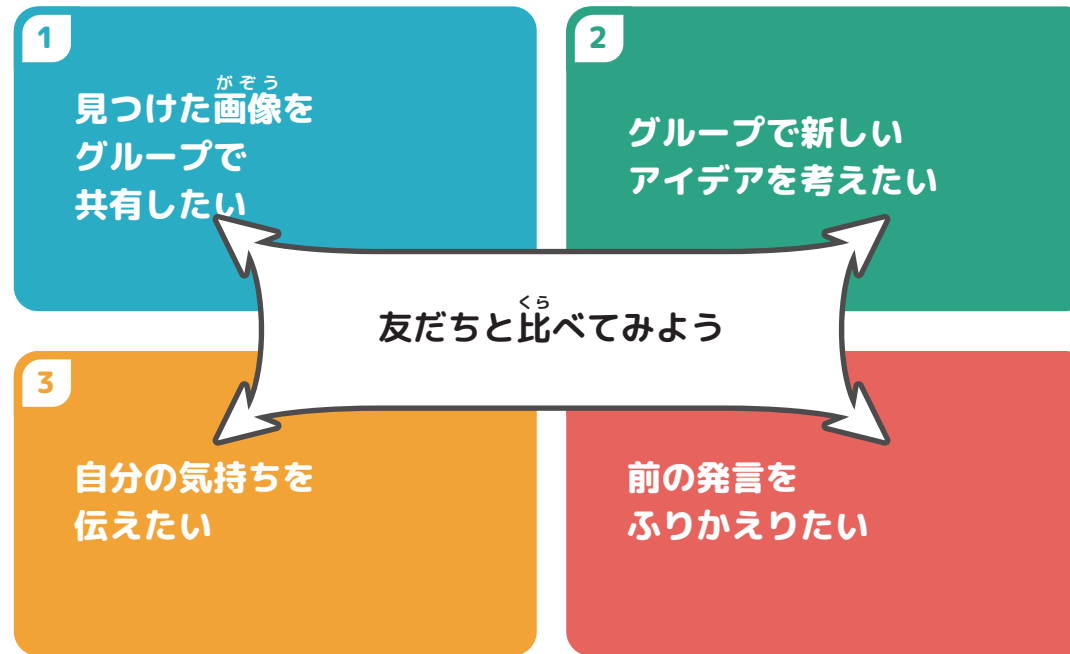 1
見つけた画像を
がぞう
グループで
共有したい
2
グループで新しい
アイデアを考えたい
友だちと比べてみよう
くら
3
自分の気持ちを
伝えたい
前の発言を
ふりかえりたい